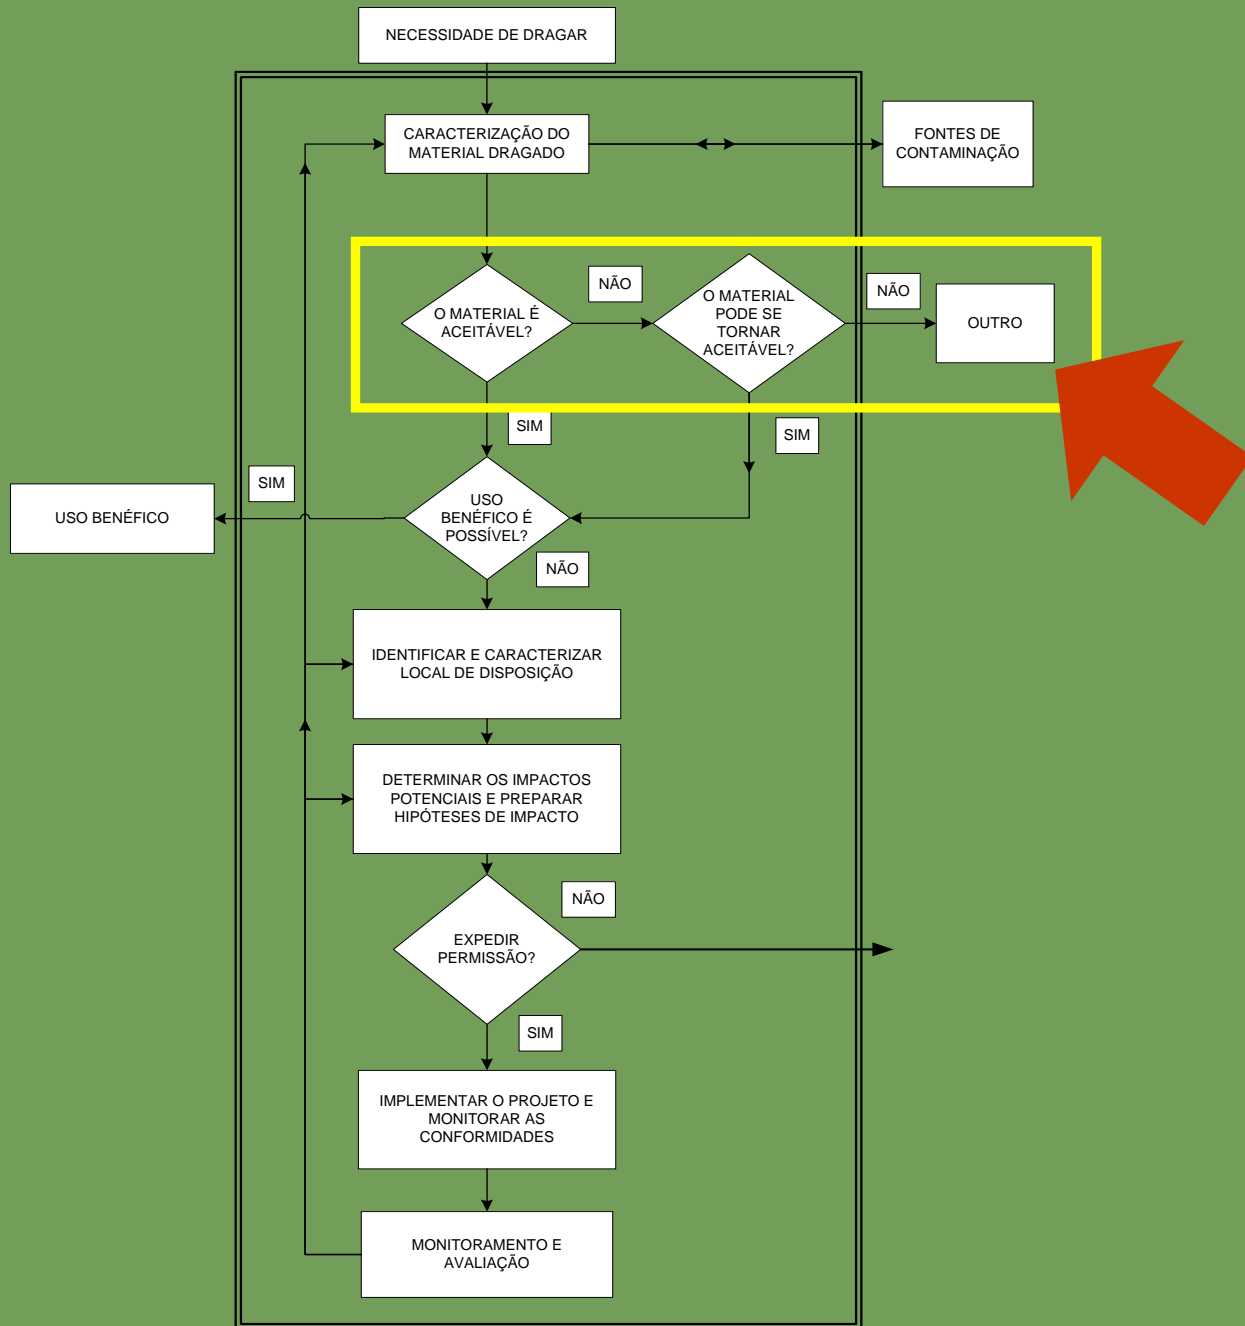 NECESSIDADE DE DRAGAR
CARACTERIZAÇÃO DO
MATERIAL DRAGADO
FONTES DE
CONTAMINAÇÃO
O MATERIAL É
ACEITÁVEL?
NÃO
O MATERIAL
PODE SE
TORNAR
ACEITÁVEL?
NÃO
OUTRO
SIM
SIM
USO BENÉFICO
SIM
USO
BENÉFICO É
POSSÍVEL?
NÃO
IDENTIFICAR E CARACTERIZAR
LOCAL DE DISPOSIÇÃO
DETERMINAR OS IMPACTOS
POTENCIAIS E PREPARAR
HIPÓTESES DE IMPACTO
NÃO
EXPEDIR
PERMISSÃO?
SIM
IMPLEMENTAR O PROJETO E
MONITORAR AS
CONFORMIDADES
MONITORAMENTO E
AVALIAÇÃO